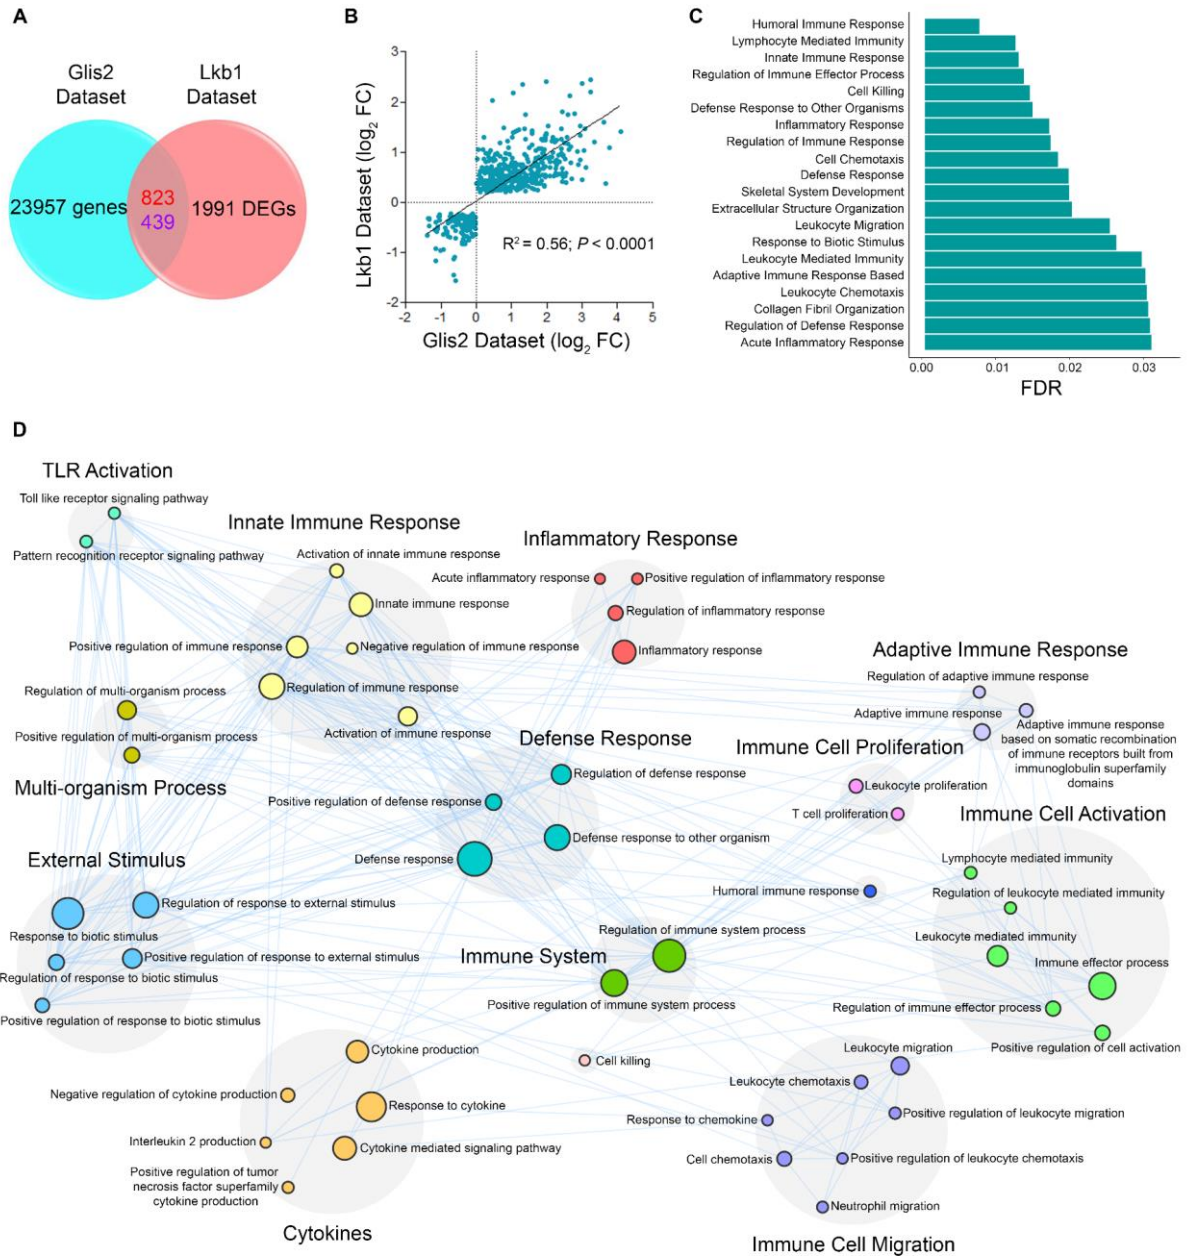 A
Glis2
Dataset
Lkb1
Dataset
23957 genes
823
439
1991 DEGs
B
Lkb1 Dataset (log2 FC)
3
2
1
0
-1
-2
R2 = 0.56; P < 0.0001
-2 -1 0 1 2 3 4 5
Glis2 Dataset (log2 FC)
C
Humoral Immune Response
Lymphocyte Mediated Immunity
Innate Immune Response
Regulation of Immune Effector Process
Cell Killing
Defense Response to Other Organisms
Inflammatory Response
Regulation of Immune Response
Cell Chemotaxis
Defense Response
Skeletal System Development
Extracellular Structure Organization
Leukocyte Migration
Response to Biotic Stimulus
Leukocyte Mediated Immunity
Adaptive Immune Response Based
Leukocyte Chemotaxis
Collagen Fibril Organization
Regulation of Defense Response
Acute Inflammatory Response
0.00 0.01 0.02 0.03
FDR
D
TLR Activation
Toll like receptor signaling pathway
Pattern recognition receptor signaling pathway
Innate Immune Response
Activation of innate immune response
Innate immune response
Positive regulation of immune response
Negative regulation of immune response
Regulation of immune response
Activation of immune response
Inflammatory Response
Acute inflammatory response
Positive regulation of inflammatory response
Regulation of inflammatory response
Inflammatory response
Adaptive Immune Response
Regulation of adaptive immune response
Adaptive immune response
Adaptive immune response
based on somatic recombination
of immune receptors built from
immunoglobulin superfamily
domains
Regulation of multi-organism process
Positive regulation of multi-organism process
Multi-organism Process
Defense Response
Regulation of defense response
Positive regulation of defense response
Defense response to other organism
Defense response
Immune Cell Proliferation
Leukocyte proliferation
T cell proliferation
Immune Cell Activation
Lymphocyte mediated immunity
Regulation of leukocyte mediated immunity
Leukocyte mediated immunity
Immune effector process
Regulation of immune effector process
Positive regulation of cell activation
Humoral immune response
External Stimulus
Regulation of response to external stimulus
Response to biotic stimulus
Positive regulation of response to external stimulus
Regulation of response to biotic stimulus
Positive regulation of response to biotic stimulus
Immune System
Regulation of immune system process
Positive regulation of immune system process
Cell killing
Cytokine production
Negative regulation of cytokine production
Response to cytokine
Interleukin 2 production
Cytokine mediated signaling pathway
Positive regulation of tumor
necrosis factor superfamily
cytokine production
Cytokines
Leukocyte migration
Leukocyte chemotaxis
Response to chemokine
Positive regulation of leukocyte migration
Cell chemotaxis
Positive regulation of leukocyte chemotaxis
Neutrophil migration
Immune Cell Migration